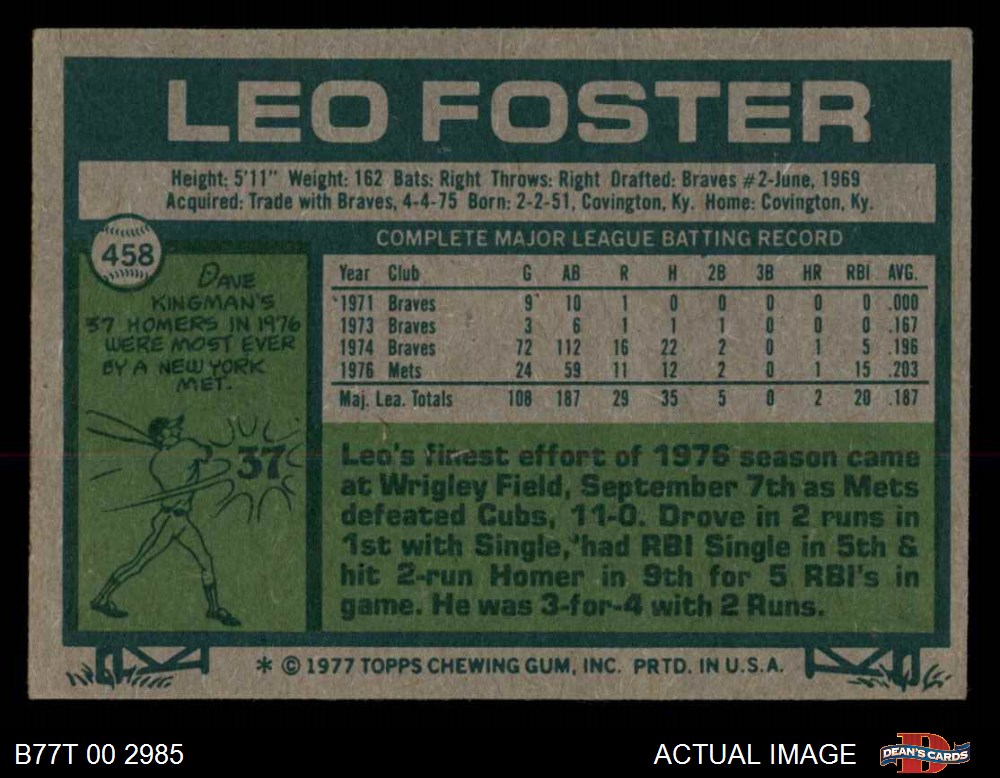 LEO FOSTER
Height: 5'11" Weight: 162 Bats: Right Throws: Right Drafted: Braves #2-June, 1969
Acquired: Trade with Braves, 4-4-75 Born: 2-2-51, Covington, Ky. Home: Covington, Ky.
458
DAVE
KINGMAN'S
37 HOMERS IN 1976
WERE MOST EVER
BY A NEW YORK
MET.
37
COMPLETE MAJOR LEAGUE BATTING RECORD
Year Club G AB R H 2B 3B HR RBI AVG.
1971 Braves 9 10 1 0 0 0 0 0 .000
1973 Braves 3 6 1 1 1 0 0 0 .167
1974 Braves 72 112 16 22 2 0 1 5 .196
1976 Mets 24 59 11 12 2 0 1 15 .203
Maj. Lea. Totals 108 187 29 35 5 0 2 20 .187
Leo's finest effort of 1976 season came
at Wrigley Field, September 7th as Mets
defeated Cubs, 11-0. Drove in 2 runs in
1st with Single, had RBI Single in 5th &
hit 2-run Homer in 9th for 5 RBI's in
game. He was 3-for-4 with 2 Runs.
* © 1977 TOPPS CHEWING GUM, INC. PRTD. IN U.S.A.
B77T 00 2985
ACTUAL IMAGE
D
DEAN'S CARDS